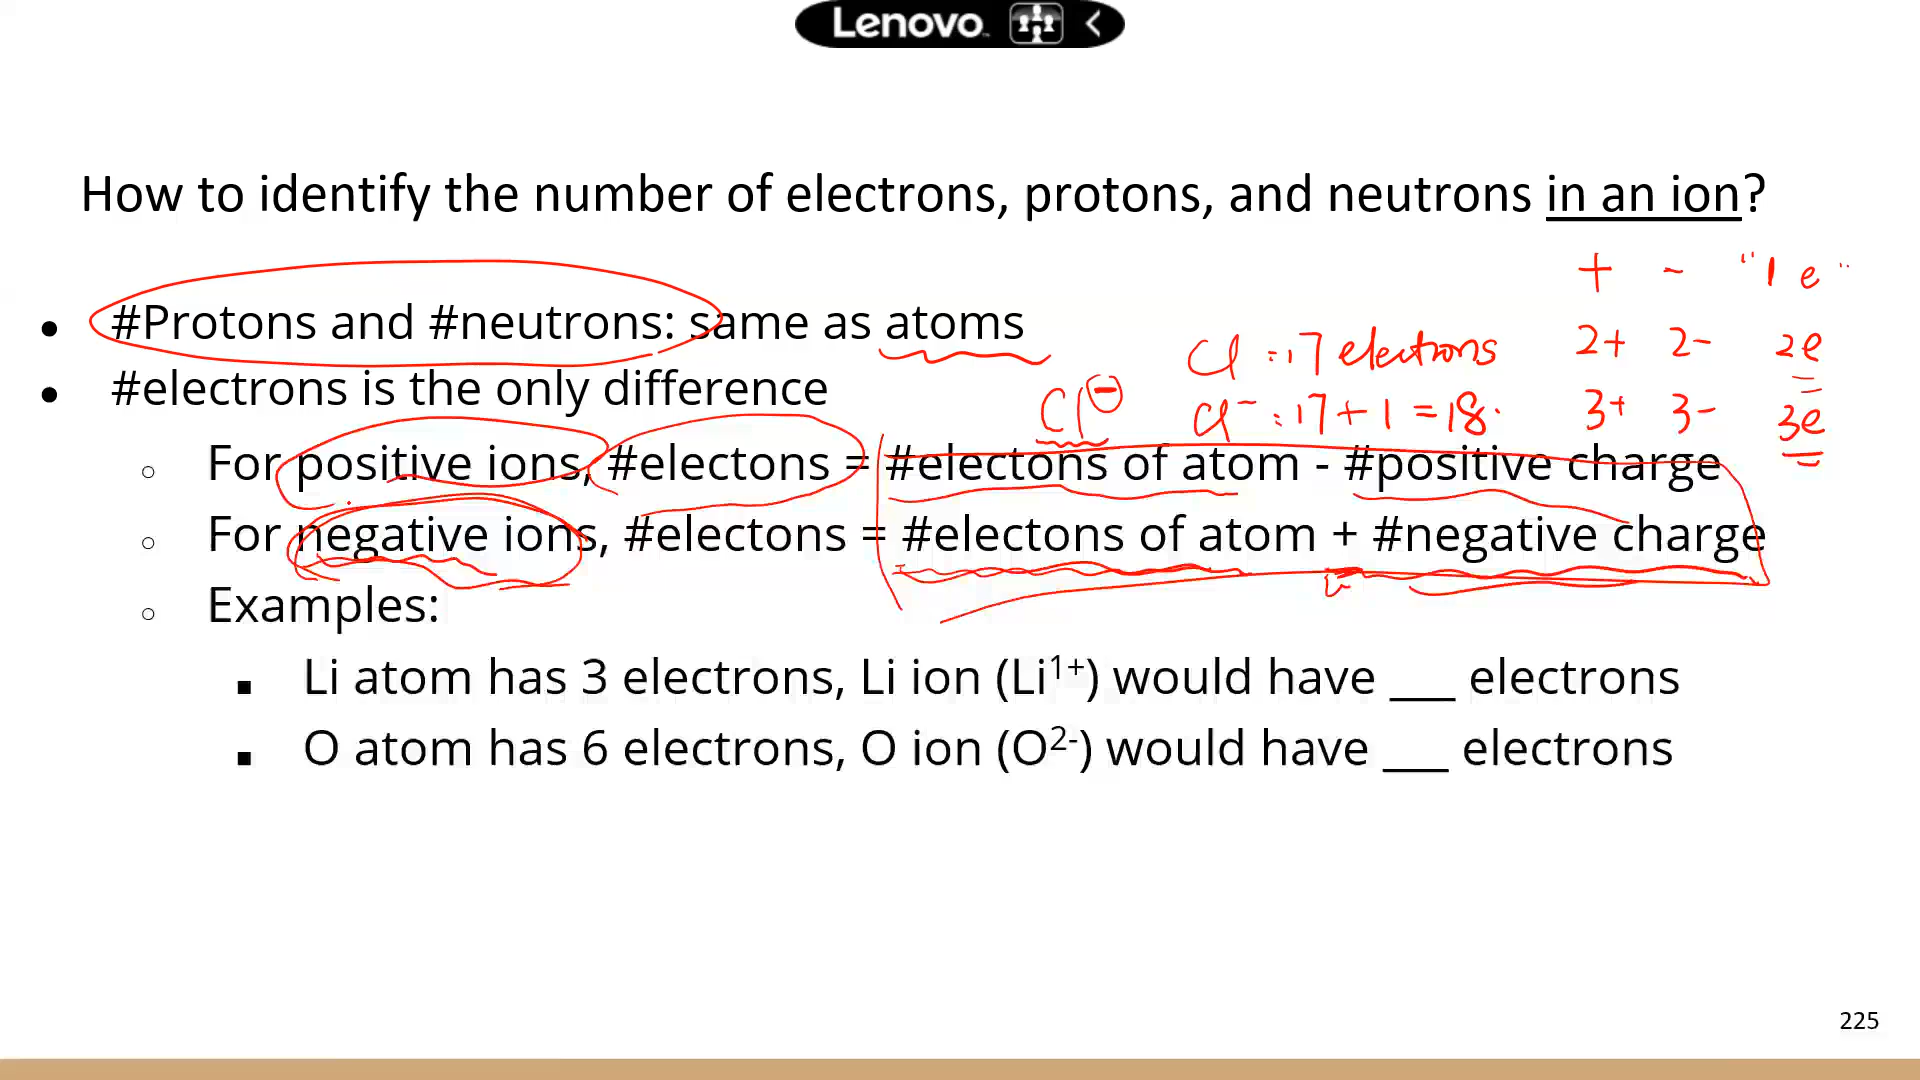 Lenovo
How to identify the number of electrons, protons, and neutrons in an ion?
+ - "1 e"
● #Protons and #neutrons: same as atoms
Cl : 17 electrons 2+ 2- 2e
● #electrons is the only difference
Cl⁻ Cl⁻ : 17 + 1 = 18. 3+ 3- 3e
○ For positive ions, #electons = #electons of atom - #positive charge
○ For negative ions, #electons = #electons of atom + #negative charge
○ Examples:
■ Li atom has 3 electrons, Li ion (Li¹⁺) would have ___ electrons
■ O atom has 6 electrons, O ion (O²⁻) would have ___ electrons
225